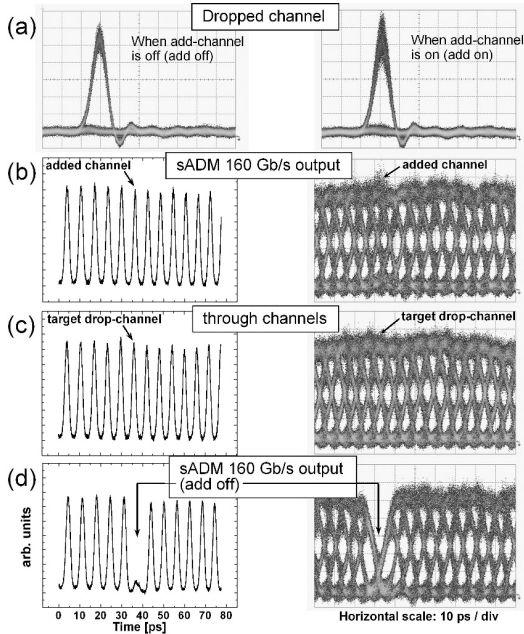 (a)
Dropped channel
When add-channel
is off (add off)
When add-channel
is on (add on)
(b)
added channel
sADM 160 Gb/s output
added channel
(c)
target drop-channel
through channels
target drop-channel
(d)
sADM 160 Gb/s output
(add off)
arb. units
0 10 20 30 40 50 60 70 80
Time [ps]
Horizontal scale: 10 ps / div